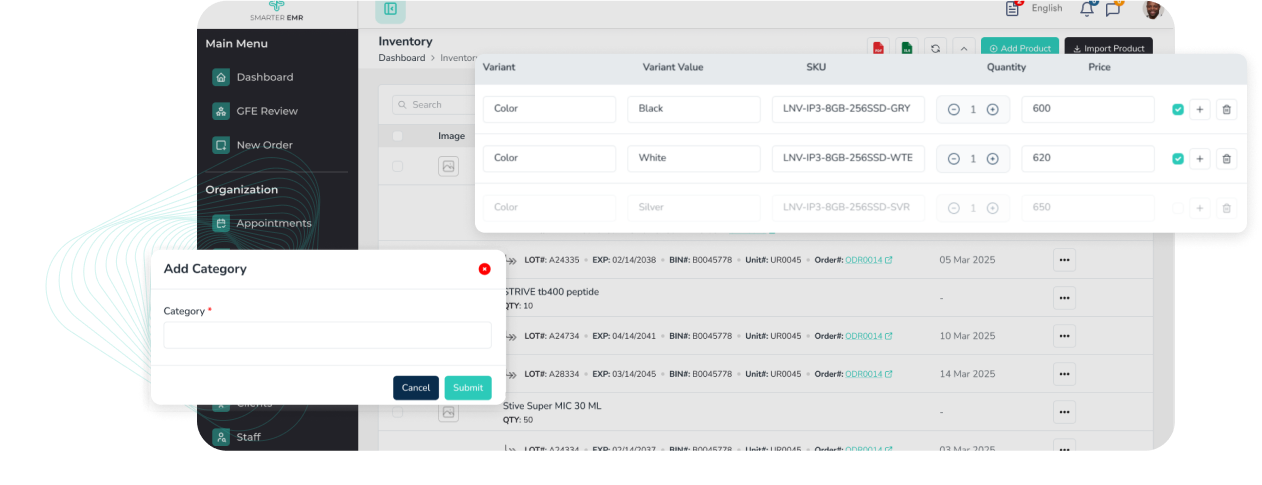 SMARTER EMR
English
Main Menu
Inventory
Dashboard > Inventor
Add Product
Import Product
Dashboard
GFE Review
New Order
Organization
Appointments
Clients
Staff
Search
Image
Variant Variant Value SKU Quantity Price
Color Black LNV-IP3-8GB-256SSD-GRY 1 600
Color White LNV-IP3-8GB-256SSD-WTE 1 620
Color Silver LNV-IP3-8GB-256SSD-SVR 1 650
Add Category
Category *
Cancel Submit
LOT#: A24335 EXP: 02/14/2038 BIN#: B0045778 Unit#: UR0045 Order#: ODR0014 05 Mar 2025 •••
STRIVE tb400 peptide - •••
QTY: 10
LOT#: A24734 EXP: 04/14/2041 BIN#: B0045778 Unit#: UR0045 Order#: ODR0014 10 Mar 2025 •••
LOT#: A28334 EXP: 03/14/2045 BIN#: B0045778 Unit#: UR0045 Order#: ODR0014 14 Mar 2025 •••
Stive Super MIC 30 ML - •••
QTY: 50
LOT#: A24334 EXP: 02/14/2037 BIN#: B0045778 Unit#: UR0045 Order#: ODR0014 03 Mar 2025 •••